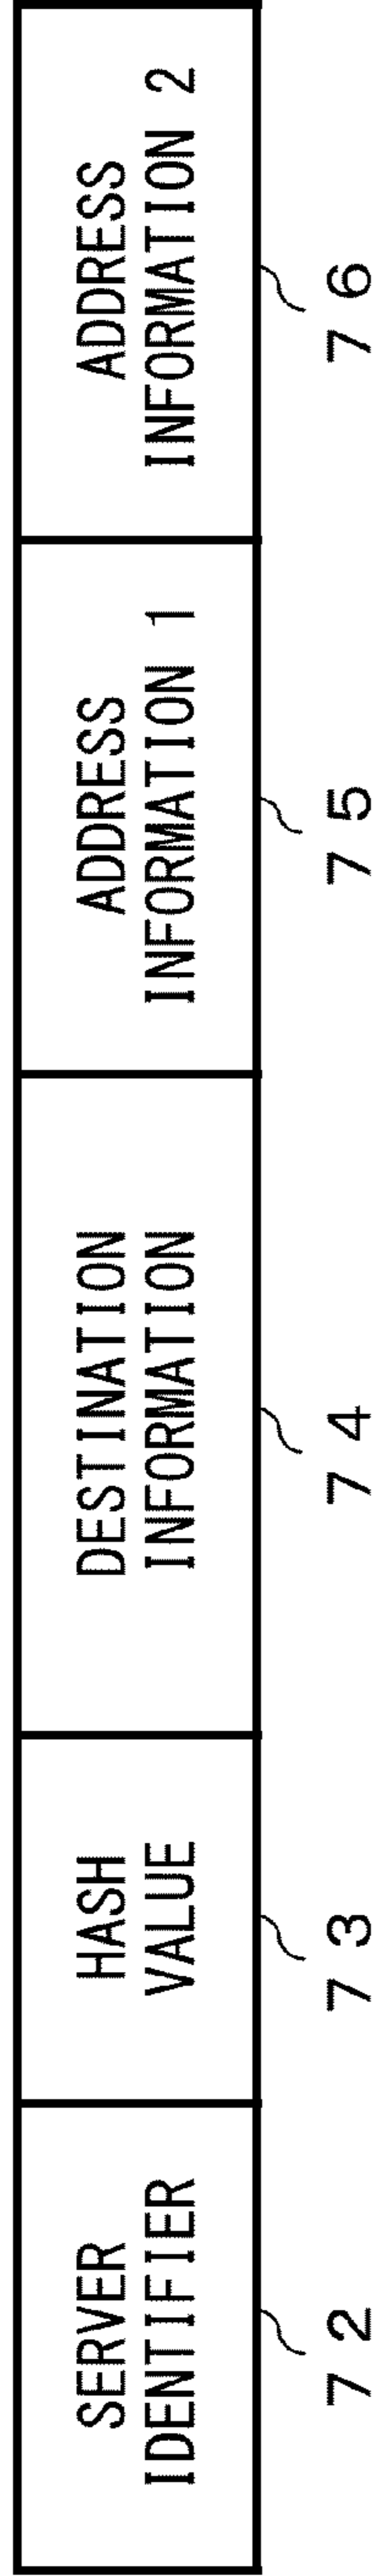 SERVER
IDENTIFIER
HASH
VALUE
DESTINATION
INFORMATION
ADDRESS
INFORMATION 1
ADDRESS
INFORMATION 2
72
73
74
75
76